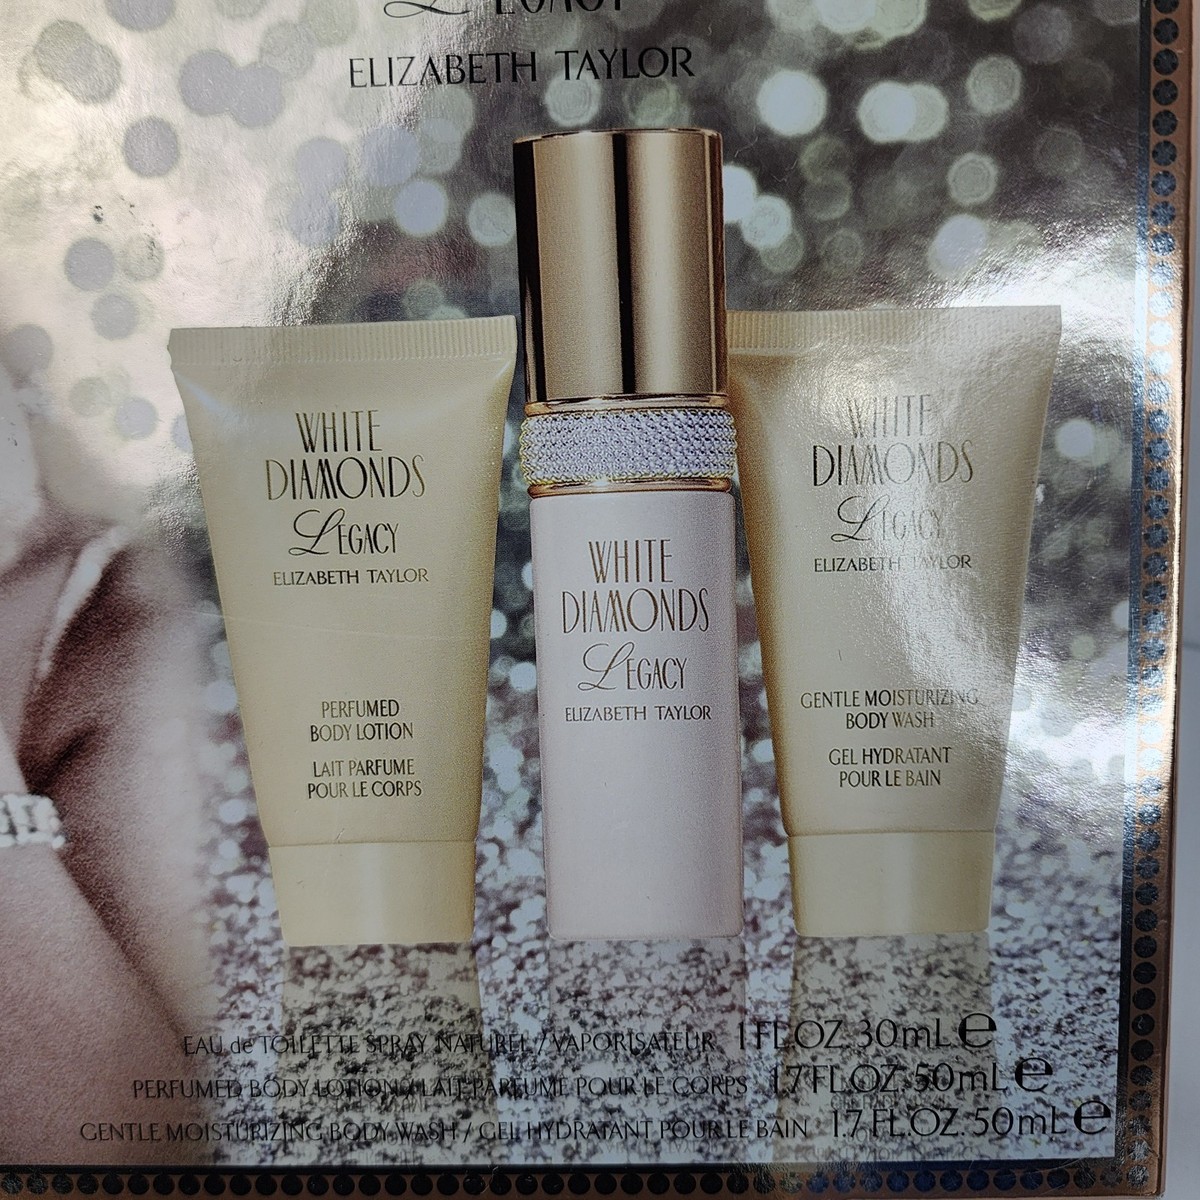 LEGACY
ELIZABETH TAYLOR
WHITE
DIAMONDS
LEGACY
ELIZABETH TAYLOR
PERFUMED
BODY LOTION
LAIT PARFUME
POUR LE CORPS
WHITE
DIAMONDS
LEGACY
ELIZABETH TAYLOR
WHITE
DIAMONDS
LEGACY
ELIZABETH TAYLOR
GENTLE MOISTURIZING
BODY WASH
GEL HYDRATANT
POUR LE BAIN
EAU de TOILETTE SPRAY NATUREL / VAPORISATEUR 1 FL.OZ. 30mL e
PERFUMED BODY LOTION / LAIT PARFUME POUR LE CORPS 1.7 FL.OZ. 50mL e
GENTLE MOISTURIZING BODY WASH / GEL HYDRATANT POUR LE BAIN 1.7 FL.OZ. 50mL e